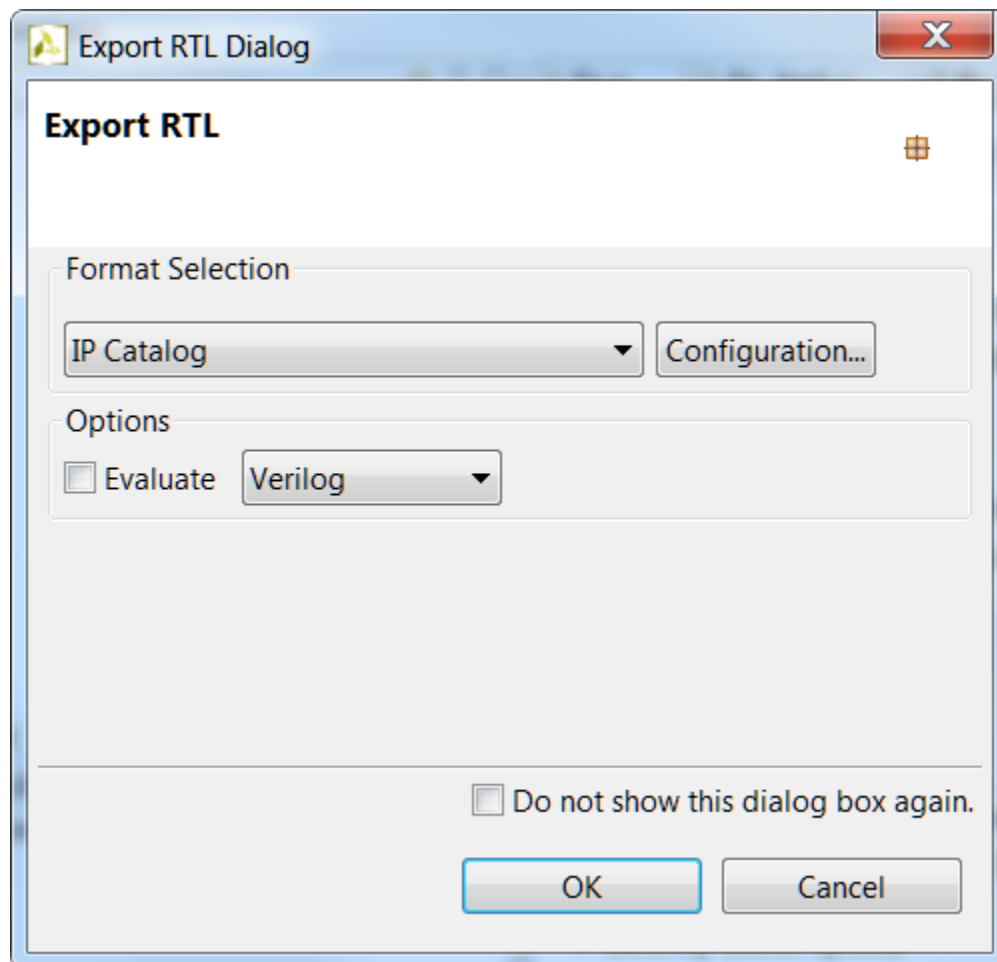 Export RTL Dialog
Export RTL
Format Selection
IP Catalog
Configuration...
Options
Evaluate
Verilog
Do not show this dialog box again.
OK
Cancel